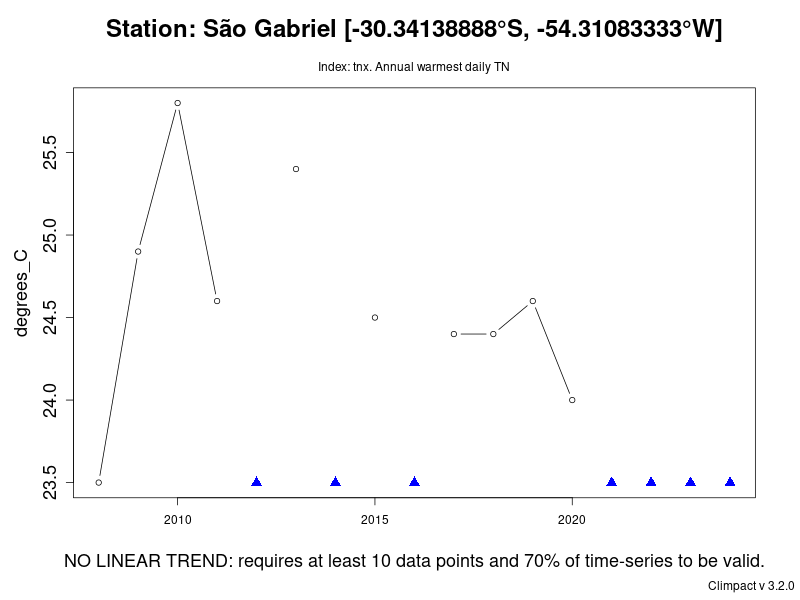 Station: São Gabriel [-30.34138888°S, -54.31083333°W]
Index: tnx. Annual warmest daily TN
degrees_C
25.5
25.0
24.5
24.0
23.5
2010
2015
2020
NO LINEAR TREND: requires at least 10 data points and 70% of time-series to be valid.
Climpact v 3.2.0